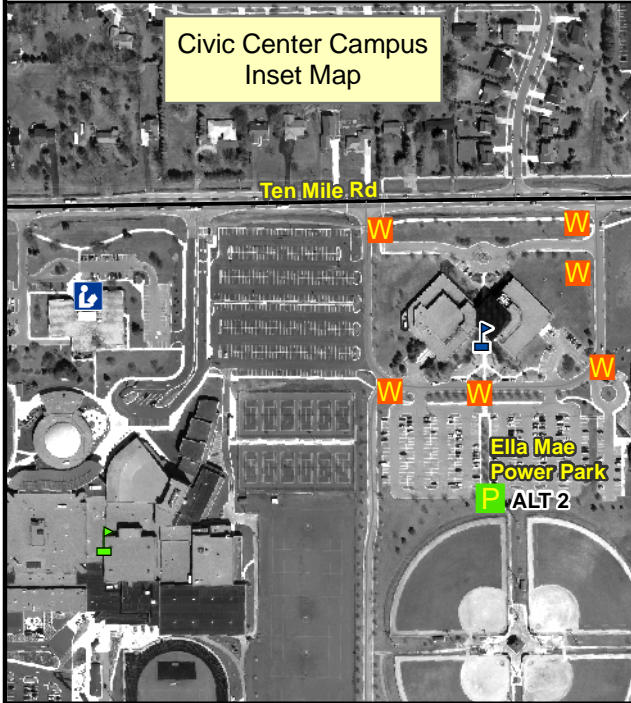 Civic Center Campus
Inset Map
Ten Mile Rd
W
W
W
W
W
W
Ella Mae
Power Park
P ALT 2